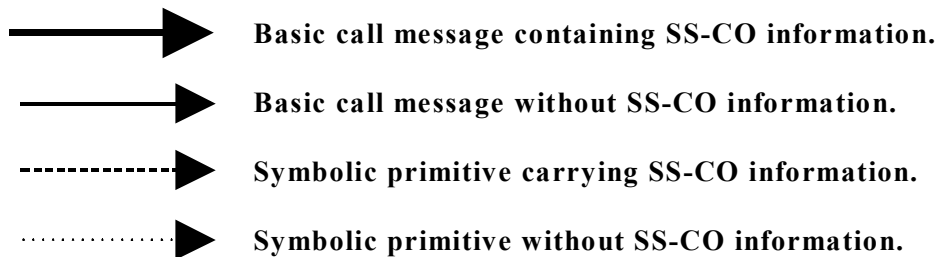 Basic call message containing SS-CO information.
Basic call message without SS-CO information.
Symbolic primitive carrying SS-CO information.
Symbolic primitive without SS-CO information.